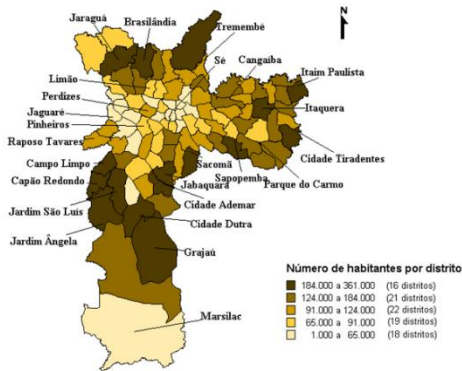 N
Jaraguá
Brasilândia
Tremembé
Sé
Cangaiba
Limão
Itaim Paulista
Perdizes
Itaquera
Jaguaré
Pinheiros
Raposo Tavares
Cidade Tiradentes
Sacomã
Campo Limpo
Sapopemba
Parque do Carmo
Capão Redondo
Jabaquara
Cidade Ademar
Jardim São Luís
Cidade Dutra
Jardim Ângela
Grajaú
Marsilac
Número de habitantes por distrito
184.000 a 361.000 (16 distritos)
124.000 a 184.000 (21 distritos)
91.000 a 124.000 (22 distritos)
65.000 a 91.000 (19 distritos)
1.000 a 65.000 (18 distritos)